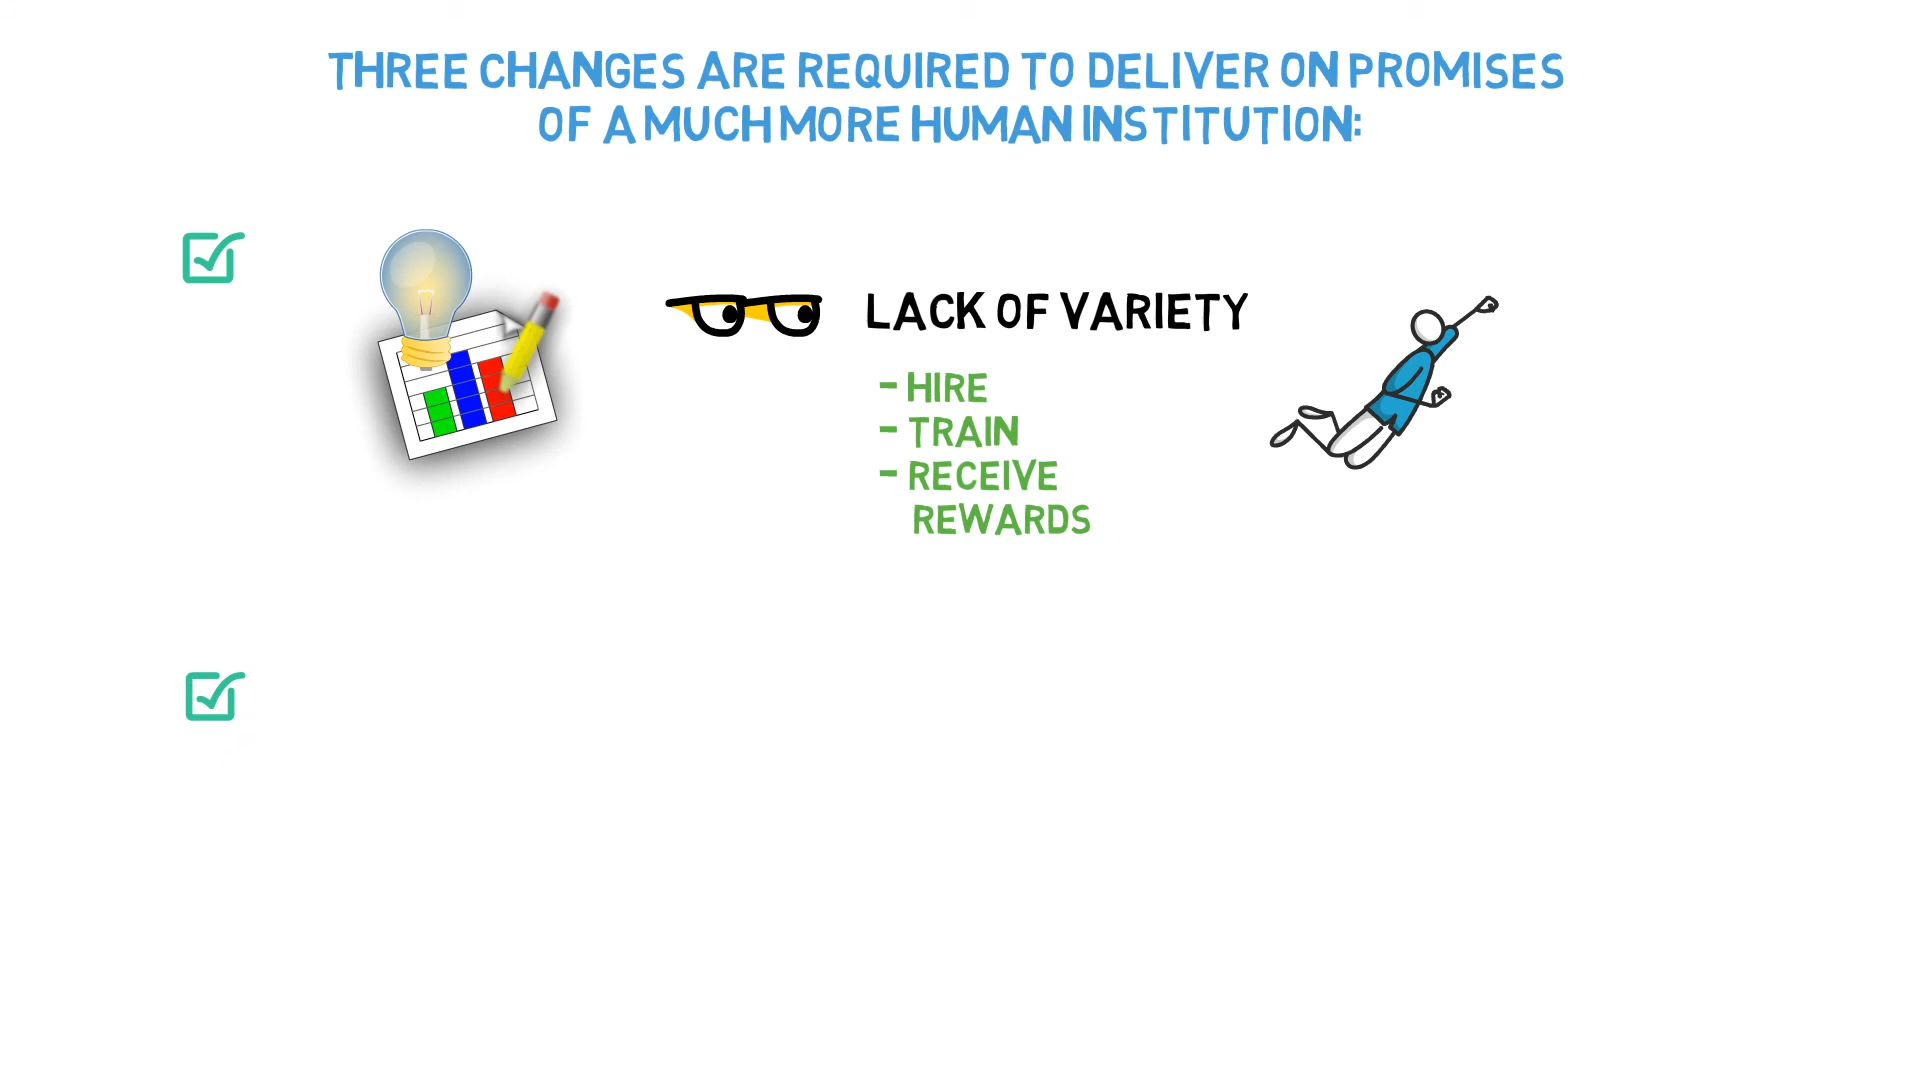 THREE CHANGES ARE REQUIRED TO DELIVER ON PROMISES
OF A MUCH MORE HUMAN INSTITUTION:
LACK OF VARIETY
- HIRE
- TRAIN
- RECEIVE
REWARDS